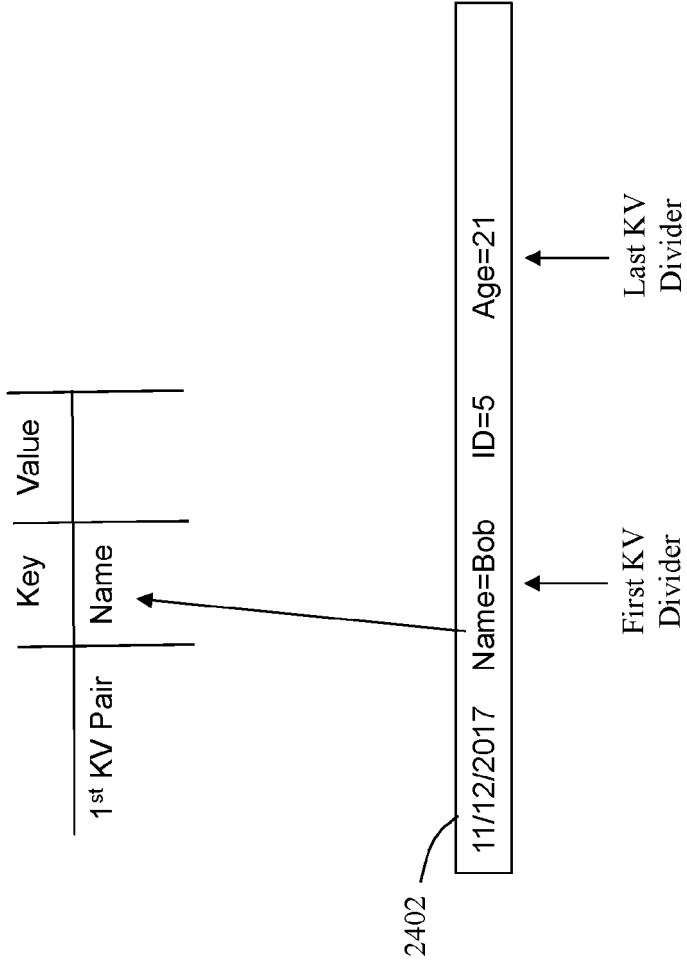 Key Value
1st KV Pair Name
2402
11/12/2017 Name=Bob ID=5 Age=21
First KV Last KV
Divider Divider